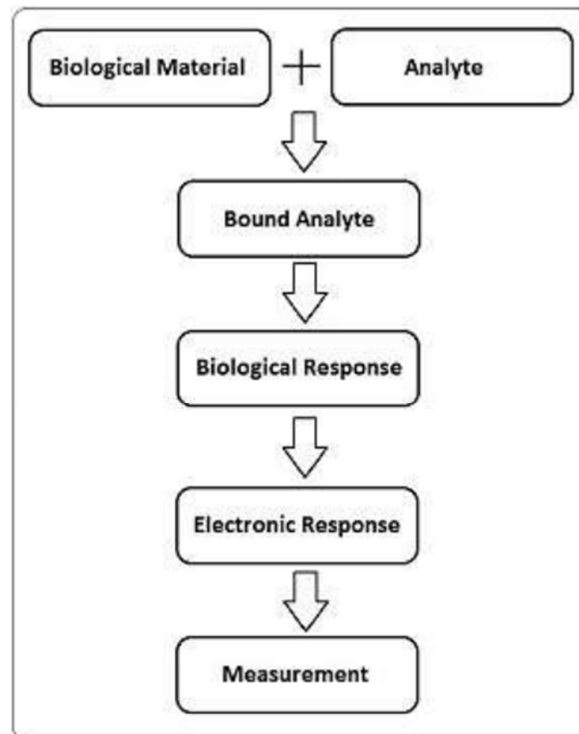 Biological Material + Analyte
Bound Analyte
Biological Response
Electronic Response
Measurement